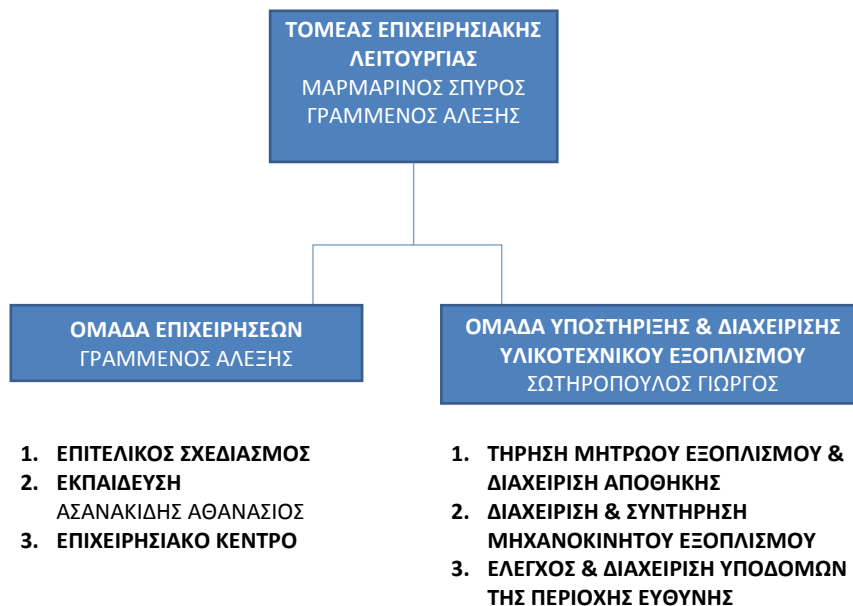 ΤΟΜΕΑΣ ΕΠΙΧΕΙΡΗΣΙΑΚΗΣ
ΛΕΙΤΟΥΡΓΙΑΣ
ΜΑΡΜΑΡΙΝΟΣ ΣΠΥΡΟΣ
ΓΡΑΜΜΕΝΟΣ ΑΛΕΞΗΣ
ΟΜΑΔΑ ΕΠΙΧΕΙΡΗΣΕΩΝ
ΓΡΑΜΜΕΝΟΣ ΑΛΕΞΗΣ
1. ΕΠΙΤΕΛΙΚΟΣ ΣΧΕΔΙΑΣΜΟΣ
2. ΕΚΠΑΙΔΕΥΣΗ
ΑΣΑΝΑΚΙΔΗΣ ΑΘΑΝΑΣΙΟΣ
3. ΕΠΙΧΕΙΡΗΣΙΑΚΟ ΚΕΝΤΡΟ
ΟΜΑΔΑ ΥΠΟΣΤΗΡΙΞΗΣ & ΔΙΑΧΕΙΡΙΣΗΣ
ΥΛΙΚΟΤΕΧΝΙΚΟΥ ΕΞΟΠΛΙΣΜΟΥ
ΣΩΤΗΡΟΠΟΥΛΟΣ ΓΙΩΡΓΟΣ
1. ΤΗΡΗΣΗ ΜΗΤΡΩΟΥ ΕΞΟΠΛΙΣΜΟΥ &
ΔΙΑΧΕΙΡΙΣΗ ΑΠΟΘΗΚΗΣ
2. ΔΙΑΧΕΙΡΙΣΗ & ΣΥΝΤΗΡΗΣΗ
ΜΗΧΑΝΟΚΙΝΗΤΟΥ ΕΞΟΠΛΙΣΜΟΥ
3. ΕΛΕΓΧΟΣ & ΔΙΑΧΕΙΡΙΣΗ ΥΠΟΔΟΜΩΝ
ΤΗΣ ΠΕΡΙΟΧΗΣ ΕΥΘΥΝΗΣ